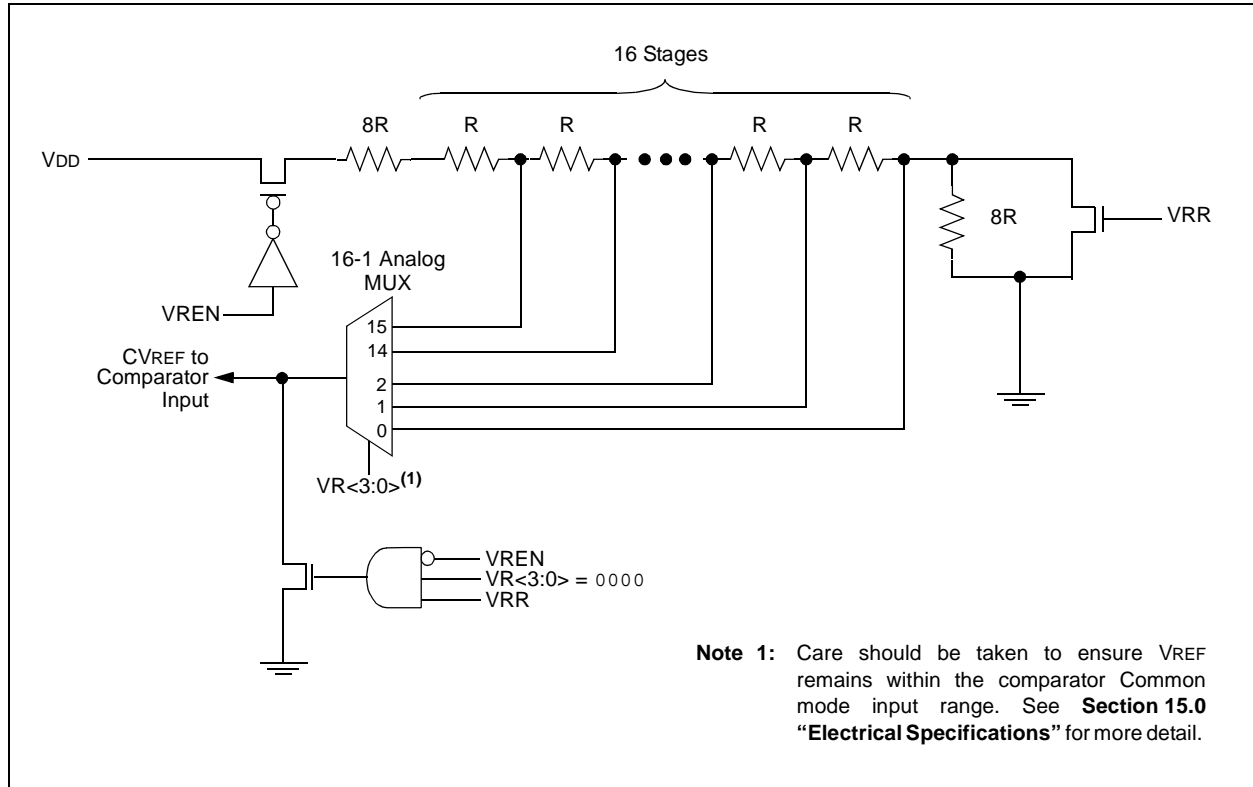 16 Stages
8R
R
R
R
R
VDD
8R
VRR
16-1 Analog
MUX
VREN
15
CVREF to
Comparator
Input
14
2
1
0
VR<3:0>(1)
VREN
VR<3:0> = 0000
VRR
Note 1: Care should be taken to ensure VREF
remains within the comparator Common
mode input range. See Section 15.0
“Electrical Specifications” for more detail.